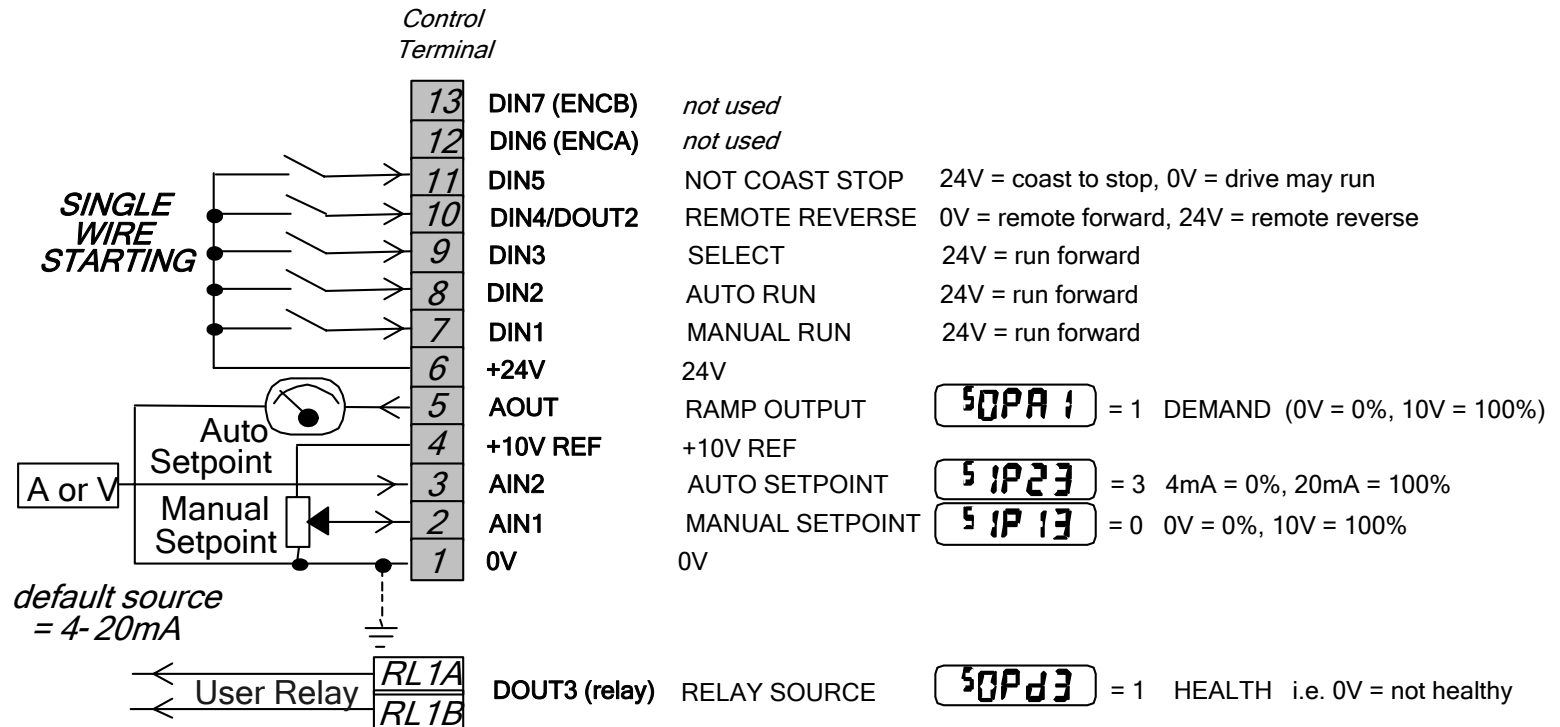 Control
Terminal
13 DIN7 (ENCB) not used
12 DIN6 (ENCA) not used
11 DIN5 NOT COAST STOP 24V = coast to stop, 0V = drive may run
SINGLE
WIRE
STARTING
10 DIN4/DOUT2 REMOTE REVERSE 0V = remote forward, 24V = remote reverse
9 DIN3 SELECT 24V = run forward
8 DIN2 AUTO RUN 24V = run forward
7 DIN1 MANUAL RUN 24V = run forward
6 +24V 24V
5 AOUT RAMP OUTPUT SOPA1 = 1 DEMAND (0V = 0%, 10V = 100%)
Auto
Setpoint
4 +10V REF +10V REF
A or V
3 AIN2 AUTO SETPOINT SIP23 = 3 4mA = 0%, 20mA = 100%
Manual
Setpoint
2 AIN1 MANUAL SETPOINT SIP13 = 0 0V = 0%, 10V = 100%
1 0V 0V
default source
= 4-20mA
User Relay
RL1A
RL1B
DOUT3 (relay) RELAY SOURCE SOPd3 = 1 HEALTH i.e. 0V = not healthy